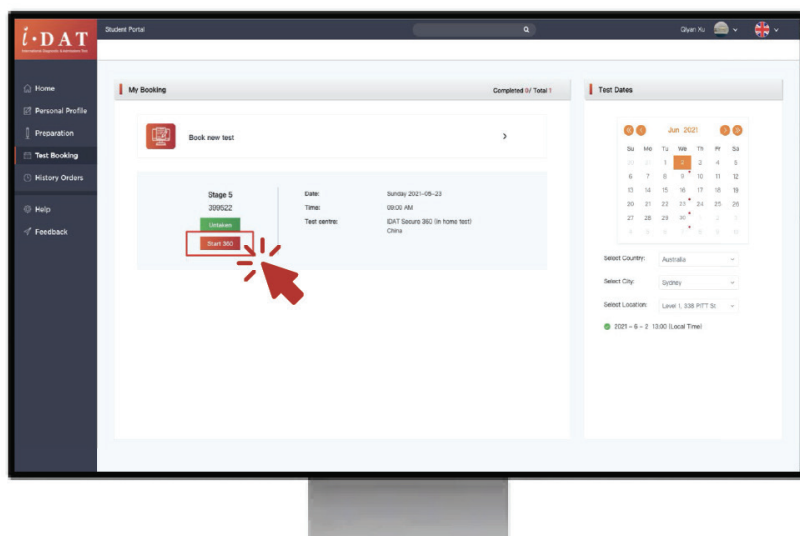 i·DAT
Student Portal
Qiyan Xu
Home
Personal Profile
Preparation
Test Booking
History Orders
Help
Feedback
My Booking
Completed 0/ Total 1
Book new test
Stage 5
399522
Untaken
Start 360
Date: Sunday 2021-05-23
Time: 09:00 AM
Test centre: iDAT Secure 360 (in home test)
China
Test Dates
Jun 2021
Su Mo Tu We Th Fr Sa
1 2 3 4 5
6 7 8 9 10 11 12
13 14 15 16 17 18 19
20 21 22 23 24 25 26
27 28 29 30
Select Country: Australia
Select City: Sydney
Select Location: Level 1, 338 PITT St
2021 - 6 - 2 13:00 (Local Time)